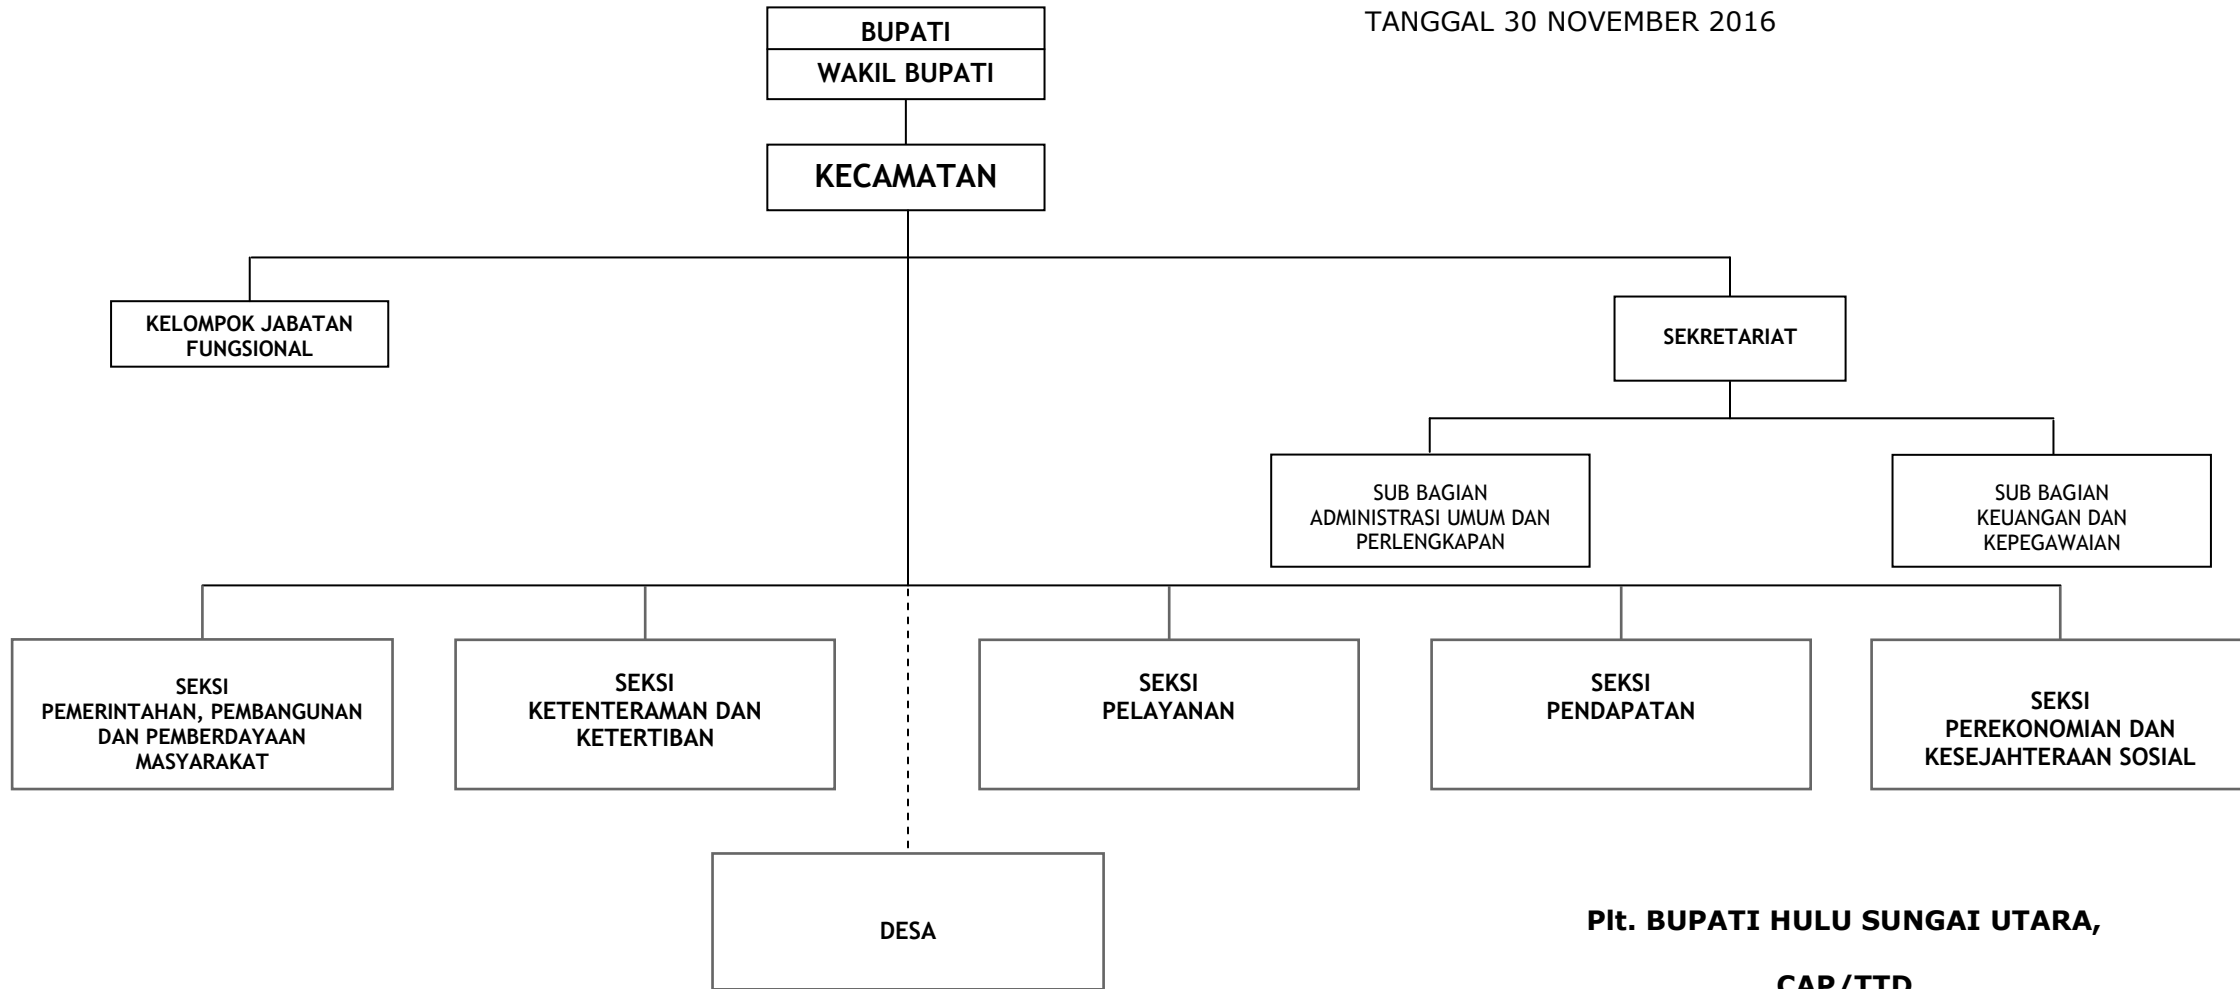 TANGGAL 30 NOVEMBER 2016
BUPATI
WAKIL BUPATI
KECAMATAN
KELOMPOK JABATAN
FUNGSIONAL
SEKRETARIAT
SUB BAGIAN
ADMINISTRASI UMUM DAN
PERLENGKAPAN
SUB BAGIAN
KEUANGAN DAN
KEPEGAWAIAN
SEKSI
PEMERINTAHAN, PEMBANGUNAN
DAN PEMBERDAYAAN
MASYARAKAT
SEKSI
KETENTERAMAN DAN
KETERTIBAN
SEKSI
PELAYANAN
SEKSI
PENDAPATAN
SEKSI
PEREKONOMIAN DAN
KESEJAHTERAAN SOSIAL
DESA
Plt. BUPATI HULU SUNGAI UTARA,
CAP/TTD